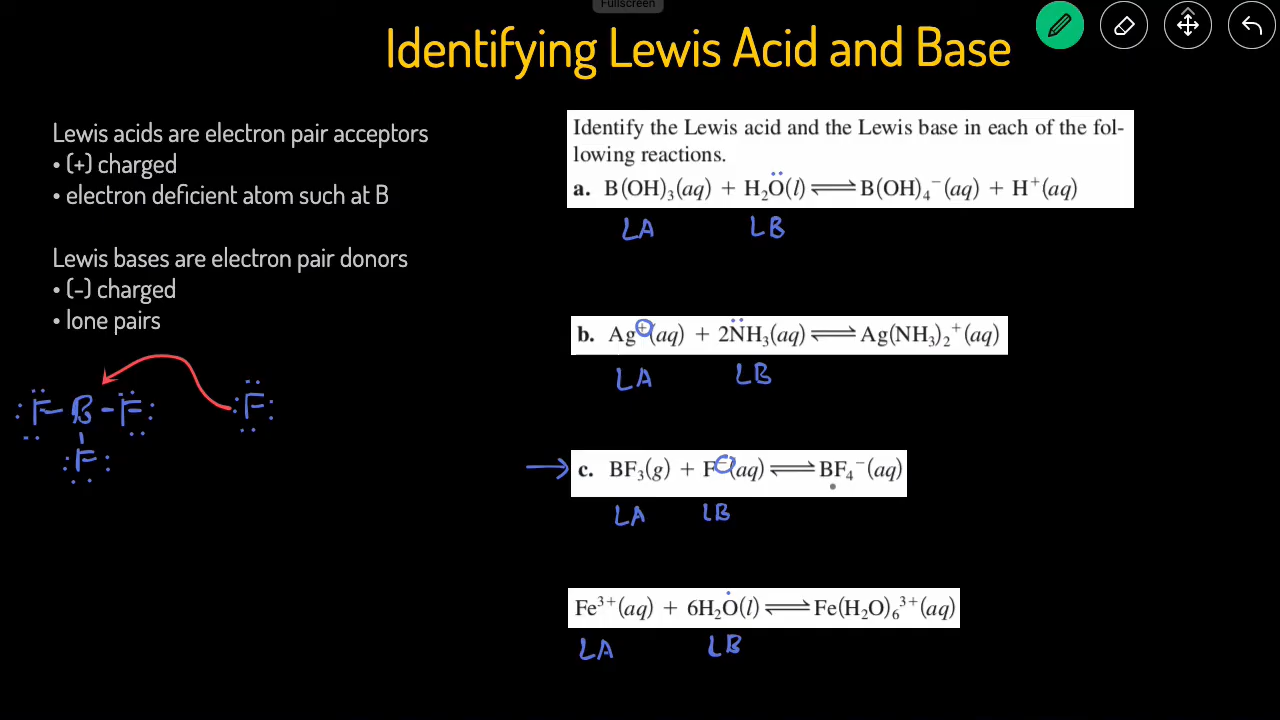 Fullscreen
Identifying Lewis Acid and Base
Lewis acids are electron pair acceptors
• (+) charged
• electron deficient atom such at B
Lewis bases are electron pair donors
• (-) charged
• lone pairs
F-B-F
F
F
Identify the Lewis acid and the Lewis base in each of the fol-
lowing reactions.
a. B(OH)₃(aq) + H₂O(l) ⇌ B(OH)₄⁻(aq) + H⁺(aq)
LA LB
b. Ag⁺(aq) + 2NH₃(aq) ⇌ Ag(NH₃)₂⁺(aq)
LA LB
c. BF₃(g) + F⁻(aq) ⇌ BF₄⁻(aq)
LA LB
Fe³⁺(aq) + 6H₂O(l) ⇌ Fe(H₂O)₆³⁺(aq)
LA LB